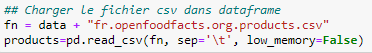 ## Charger le fichier csv dans dataframe
fn = data + "fr.openfoodfacts.org.products.csv"
products=pd.read_csv(fn, sep='\t', low_memory=False)